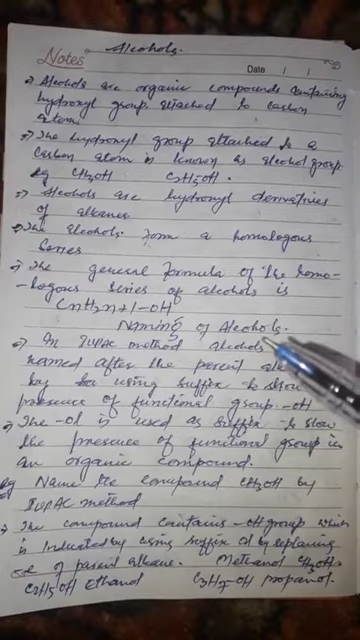 Alcohols.
Notes
Date / /
Alcohols are organic compounds containing
hydroxyl group attached to carbon
atom
The hydroxyl group attached to a
carbon atom is known as alcohol group.
eg CH3OH C2H5OH.
Alcohols are hydroxyl derivatives
of alkanes
The alcohols form a homologous
series
The general formula of the homo-
-logous series of alcohols is
CnH2n+1-OH
Naming of Alcohols.
In IUPAC method alcohols
named after the parent
by using suffix to show
presence of functional group -OH
The -ol is used as suffix to show
the presence of functional group in
an organic compound.
eg Name the compound CH3OH by
IUPAC method
The compound contains -OH group which
is indicated by using suffix ol by replacing
-e of parent alkane. Methanol CH3OH
C2H5OH Ethanol C3H7-OH propanol.